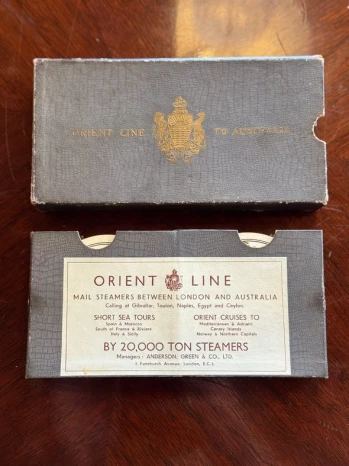 ORIENT LINE TO AUSTRALIA
ORIENT LINE
MAIL STEAMERS BETWEEN LONDON AND AUSTRALIA
Calling at Gibraltar, Toulon, Naples, Egypt and Ceylon.
SHORT SEA TOURS ORIENT CRUISES TO
Spain & Morocco Mediterranean & Adriatic
South of France & Riviera Canary Islands
Italy & Sicily. Norway & Northern Capitals
BY 20,000 TON STEAMERS
Managers: ANDERSON, GREEN & CO., LTD.
5, Fenchurch Avenue, London, E.C.3.